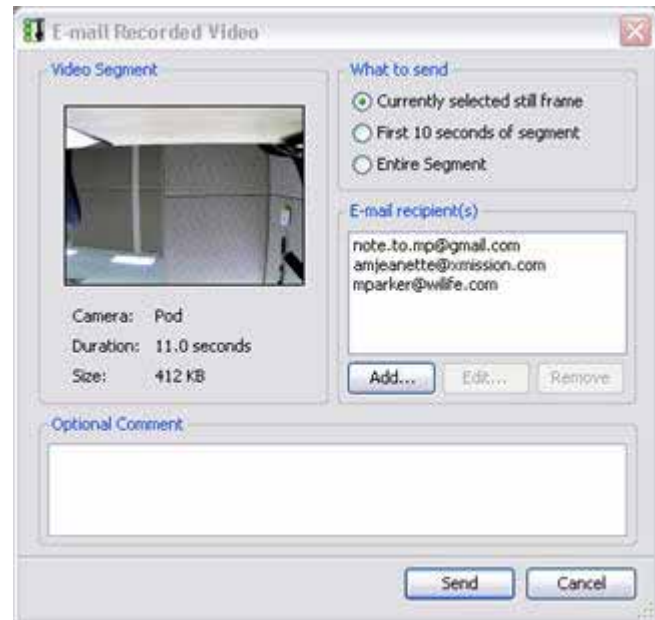 E-mail Recorded Video
Video Segment
Camera: Pod
Duration: 11.0 seconds
Size: 412 KB
What to send
Currently selected still frame
First 10 seconds of segment
Entire Segment
E-mail recipient(s)
note.to.mp@gmail.com
amjeanette@xmission.com
mparker@wilife.com
Add... Edit... Remove
Optional Comment
Send Cancel